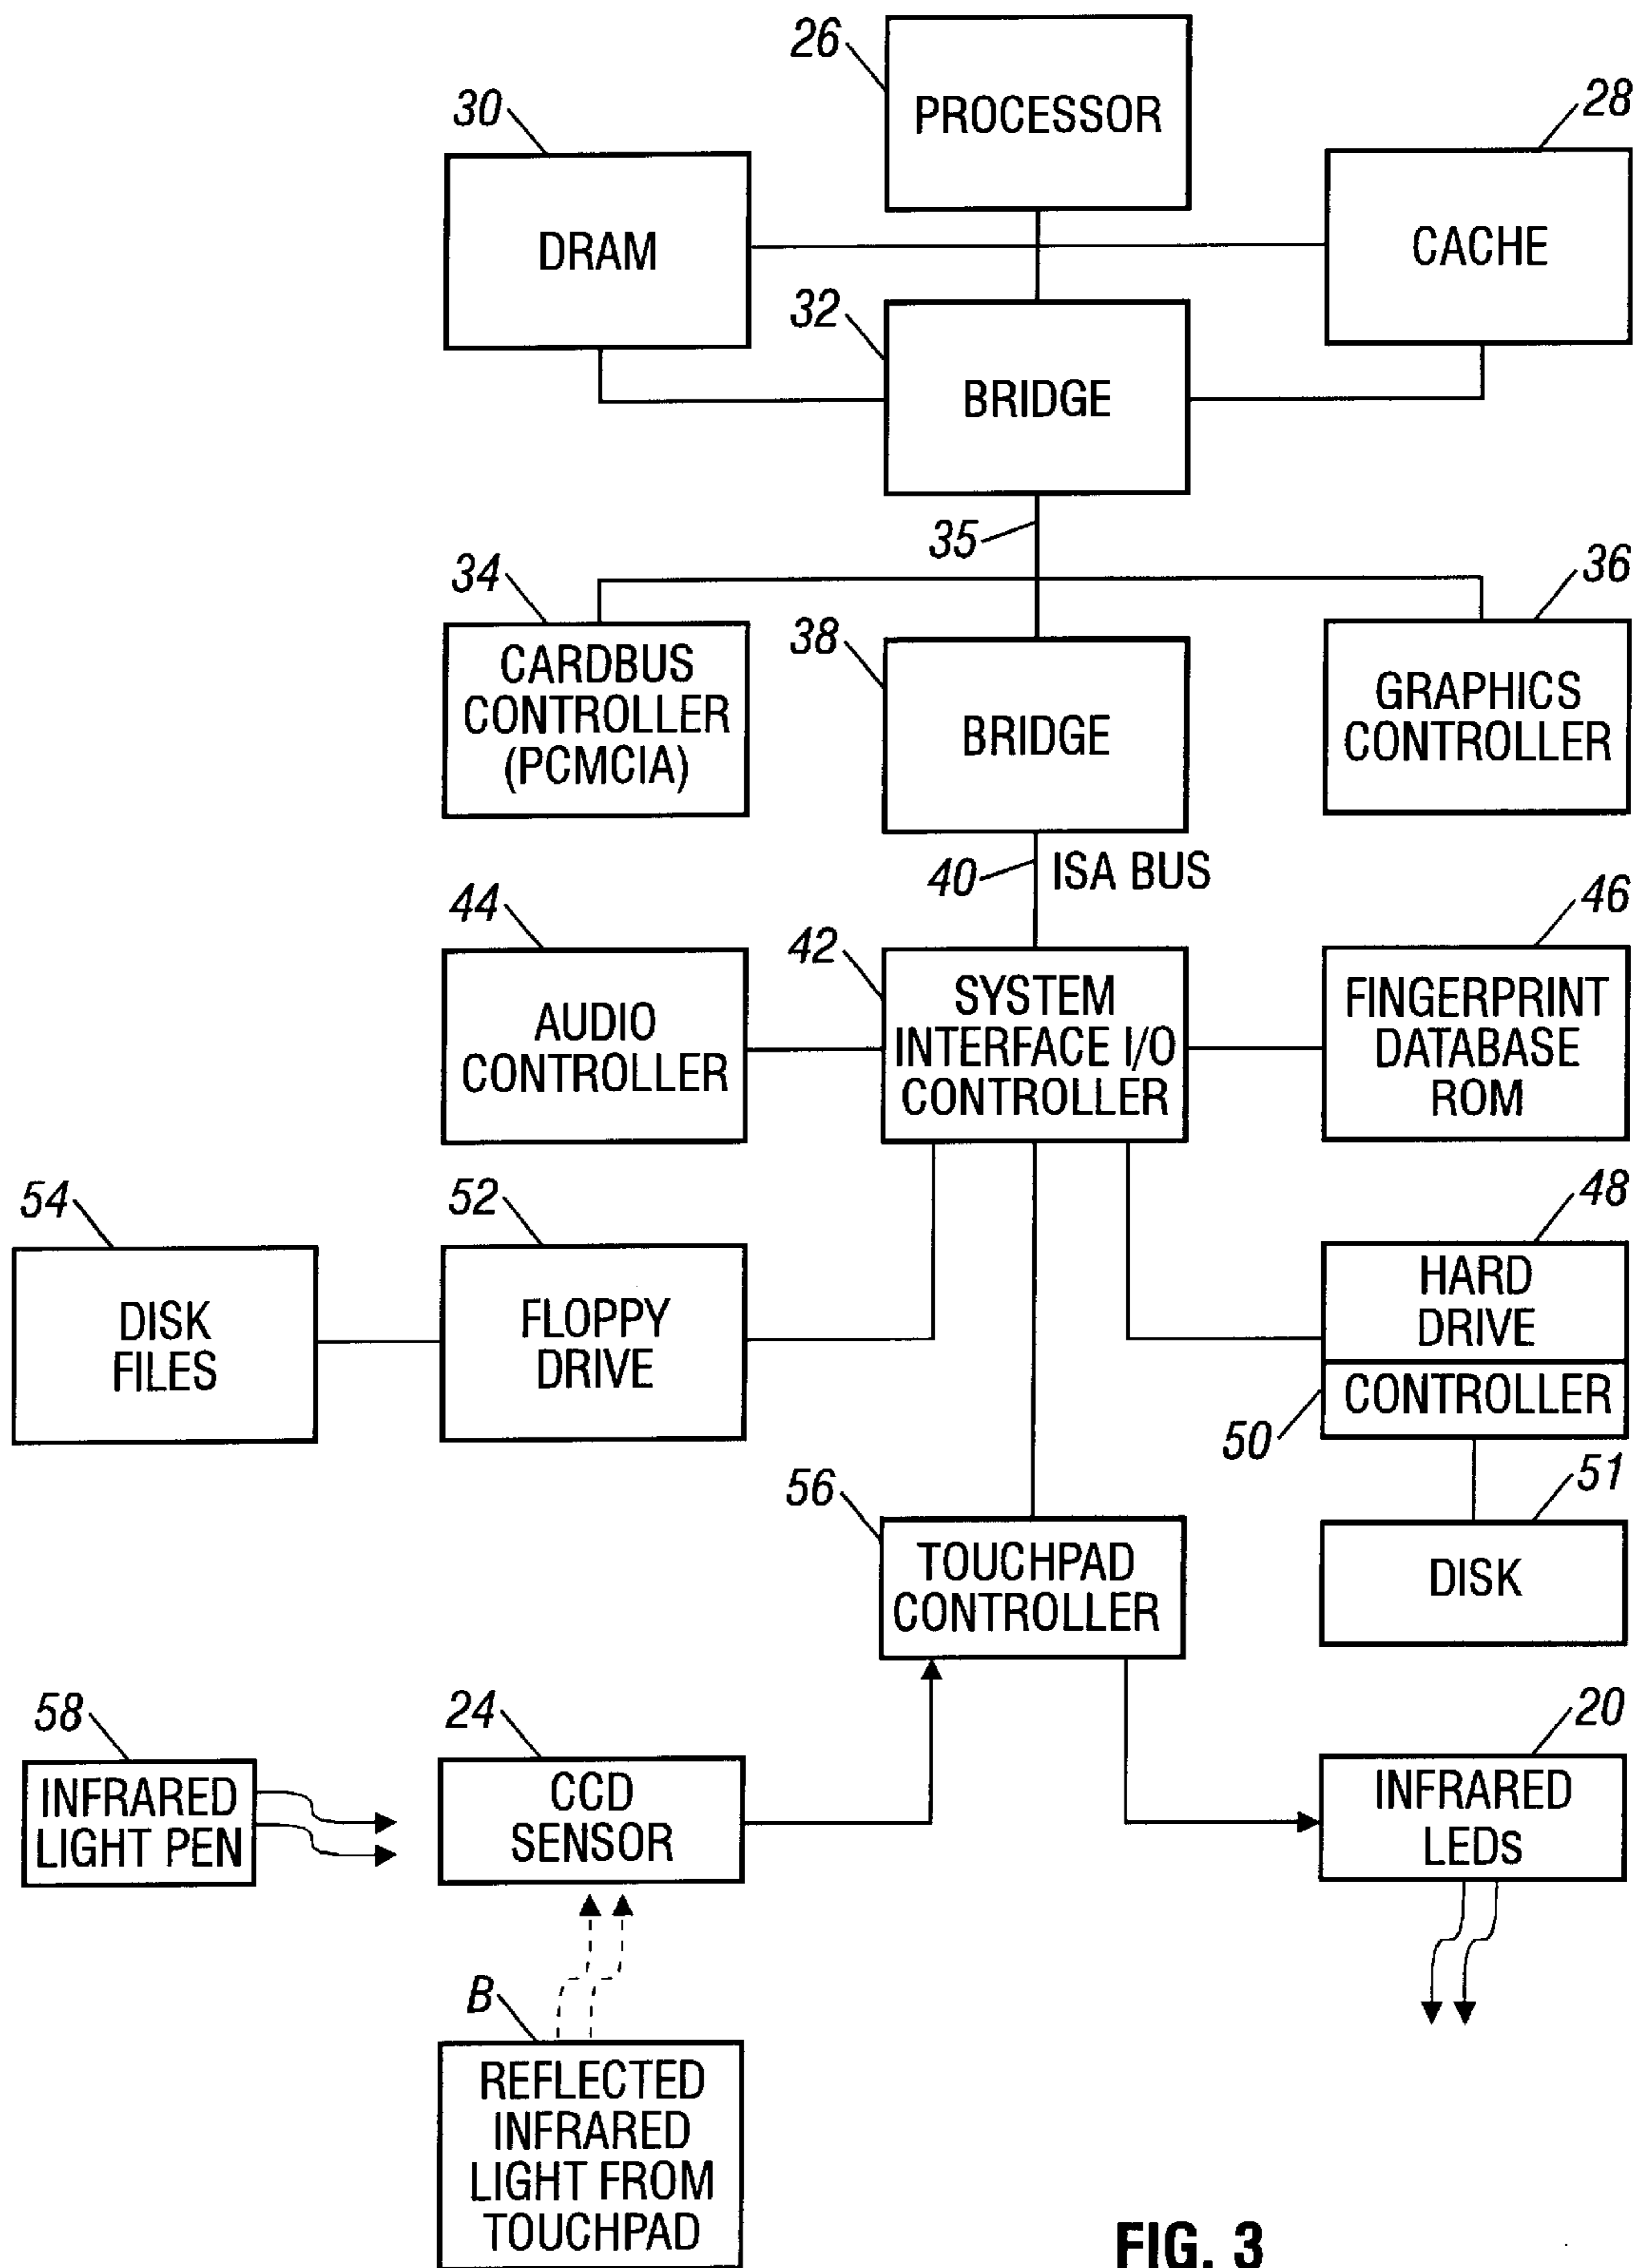 26
PROCESSOR
30
DRAM
28
CACHE
32
BRIDGE
35
34
CARDBUS
CONTROLLER
(PCMCIA)
38
BRIDGE
36
GRAPHICS
CONTROLLER
40
ISA BUS
44
AUDIO
CONTROLLER
42
SYSTEM
INTERFACE I/O
CONTROLLER
46
FINGERPRINT
DATABASE
ROM
54
DISK
FILES
52
FLOPPY
DRIVE
48
HARD
DRIVE
CONTROLLER
50
51
DISK
56
TOUCHPAD
CONTROLLER
58
INFRARED
LIGHT PEN
24
CCD
SENSOR
20
INFRARED
LEDs
B
REFLECTED
INFRARED
LIGHT FROM
TOUCHPAD
FIG. 3